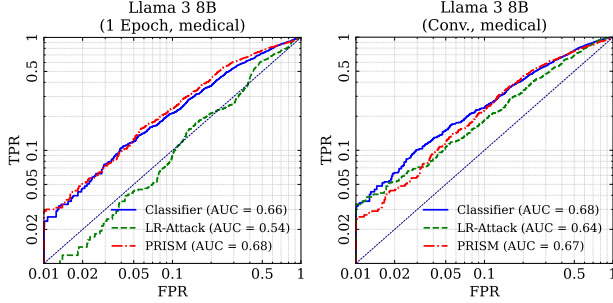 Llama 3 8B
(1 Epoch, medical)
TPR
1
0.5
0.1
0.05
0.02
Classifier (AUC = 0.66)
LR-Attack (AUC = 0.54)
PRISM (AUC = 0.68)
0.01 0.02 0.05 0.1 0.5 1
FPR
Llama 3 8B
(Conv., medical)
TPR
1
0.5
0.1
0.05
0.02
Classifier (AUC = 0.68)
LR-Attack (AUC = 0.64)
PRISM (AUC = 0.67)
0.01 0.02 0.05 0.1 0.5 1
FPR